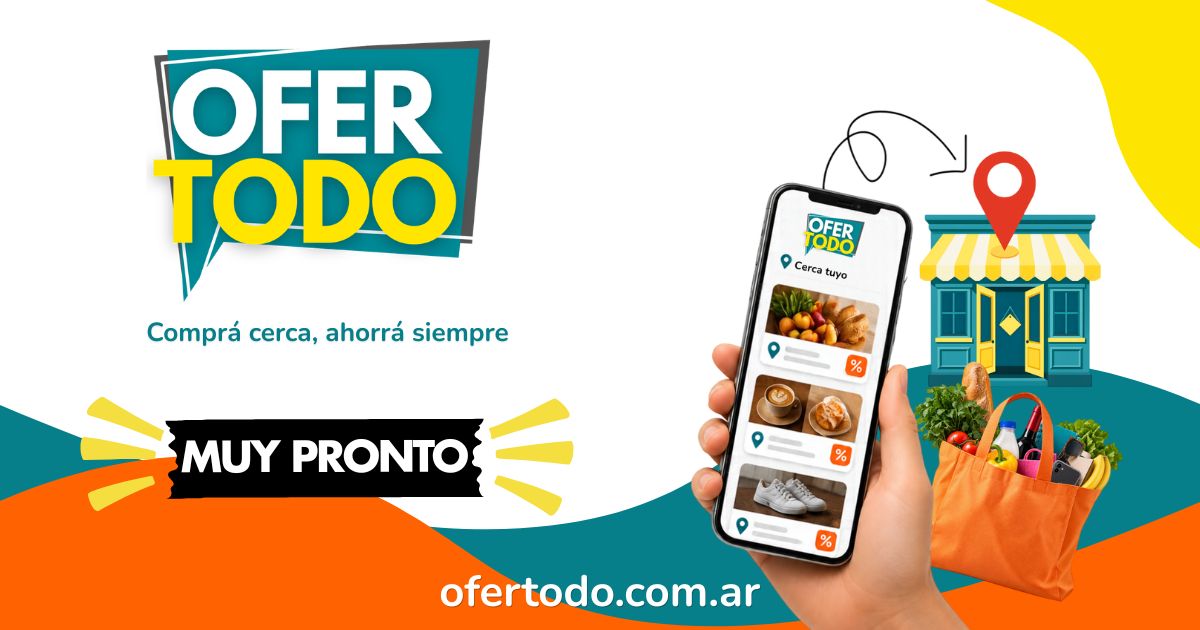 OFER
TODO
Comprá cerca, ahorrá siempre
MUY PRONTO
OFER
TODO
Cerca tuyo
%
%
%
ofertodo.com.ar